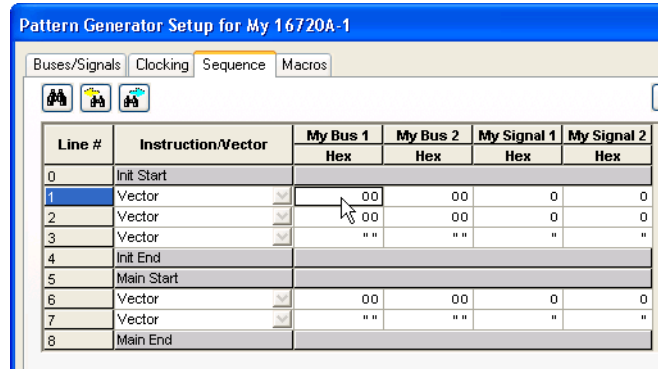 Pattern Generator Setup for My 16720A-1
Buses/Signals Clocking Sequence Macros
Line # Instruction/Vector My Bus 1 My Bus 2 My Signal 1 My Signal 2
Hex Hex Hex Hex
0 Init Start
1 Vector 00 00 0 0
2 Vector 00 00 0 0
3 Vector " " " " " "
4 Init End
5 Main Start
6 Vector 00 00 0 0
7 Vector " " " " " "
8 Main End